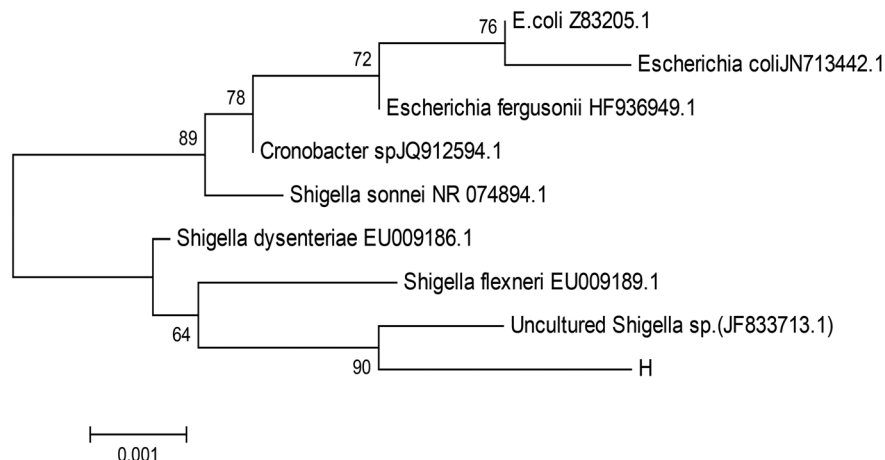 76
E.coli Z83205.1
72
Escherichia coliJN713442.1
78
Escherichia fergusonii HF936949.1
89
Cronobacter spJQ912594.1
Shigella sonnei NR 074894.1
Shigella dysenteriae EU009186.1
Shigella flexneri EU009189.1
64
Uncultured Shigella sp.(JF833713.1)
90
H
0.001